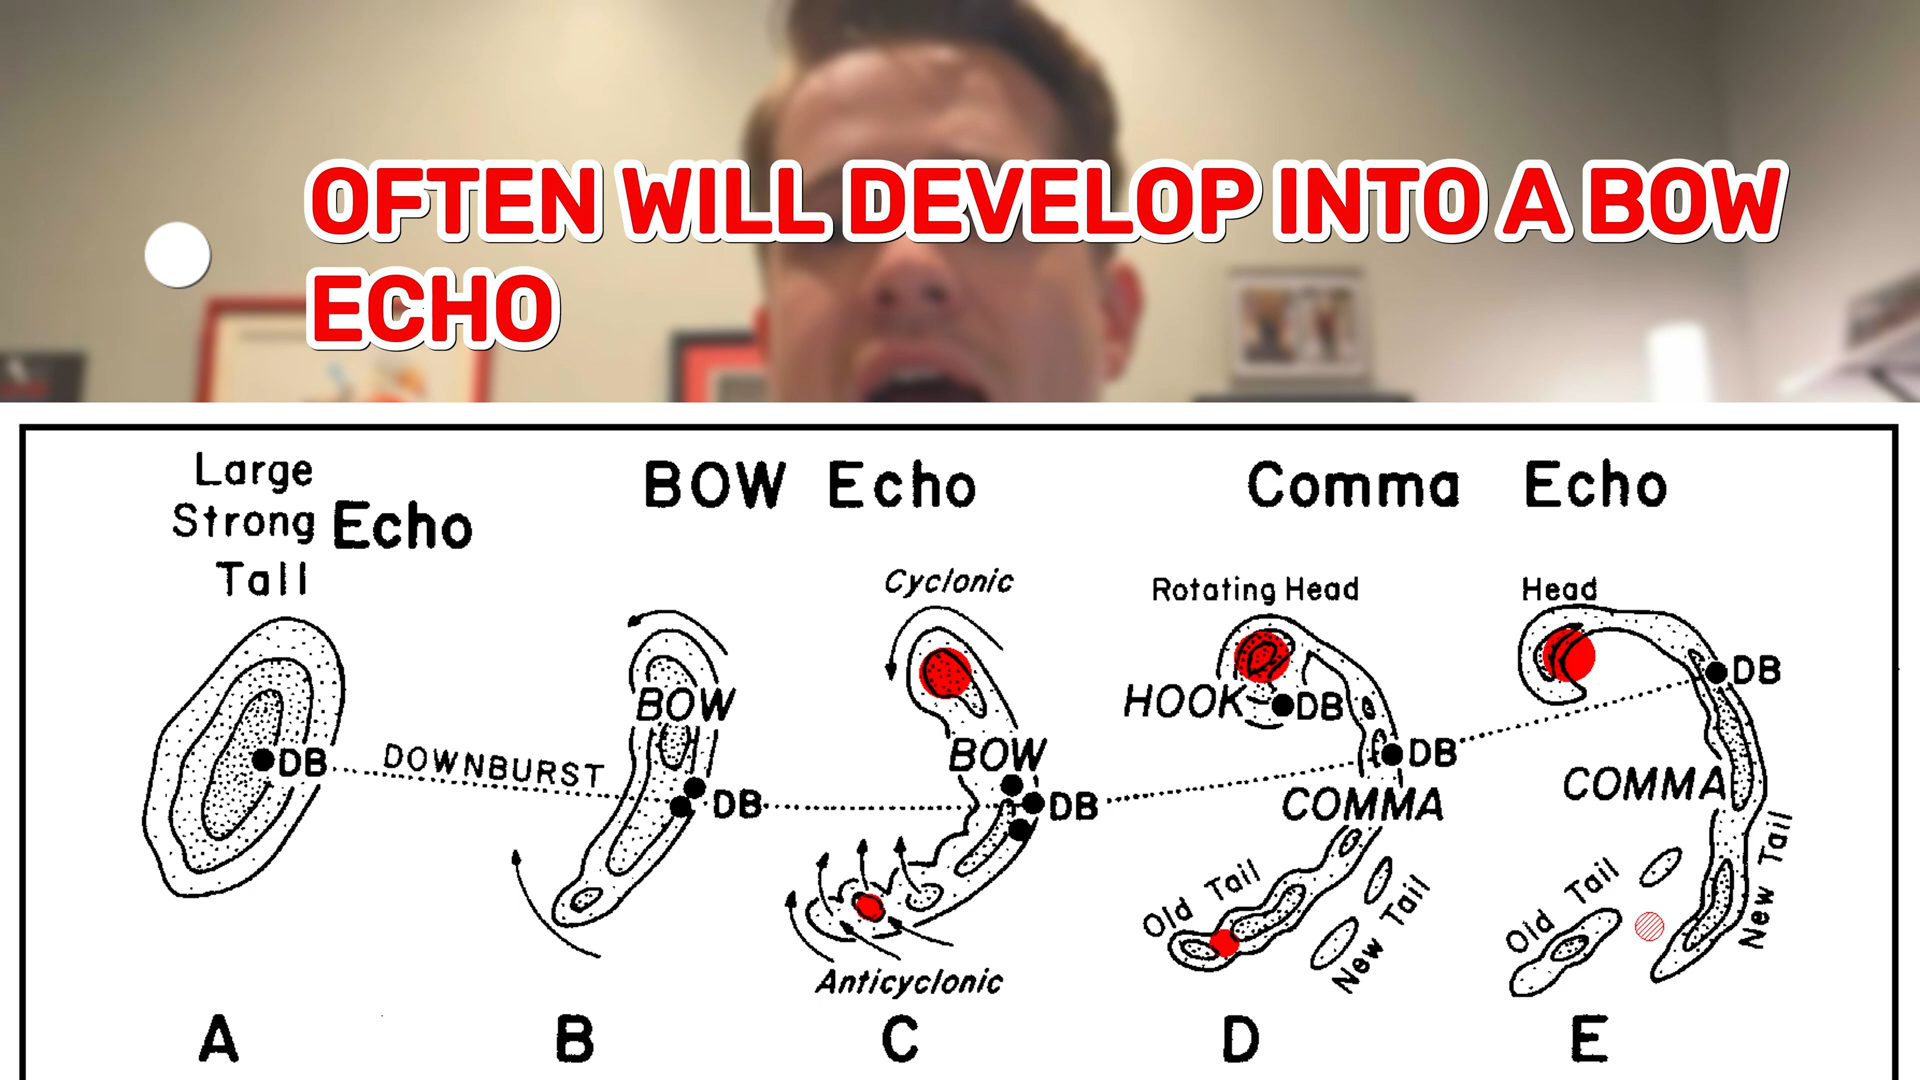 OFTEN WILL DEVELOP INTO A BOW
ECHO
Large
Strong Echo
Tall
BOW Echo
Comma Echo
Cyclonic
Rotating Head
Head
BOW
HOOK
DB
DB
BOW
DB
DOWNBURST
DB
DB
DB
COMMA
COMMA
Old Tail
New Tail
Old Tail
New Tail
Anticyclonic
A
B
C
D
E